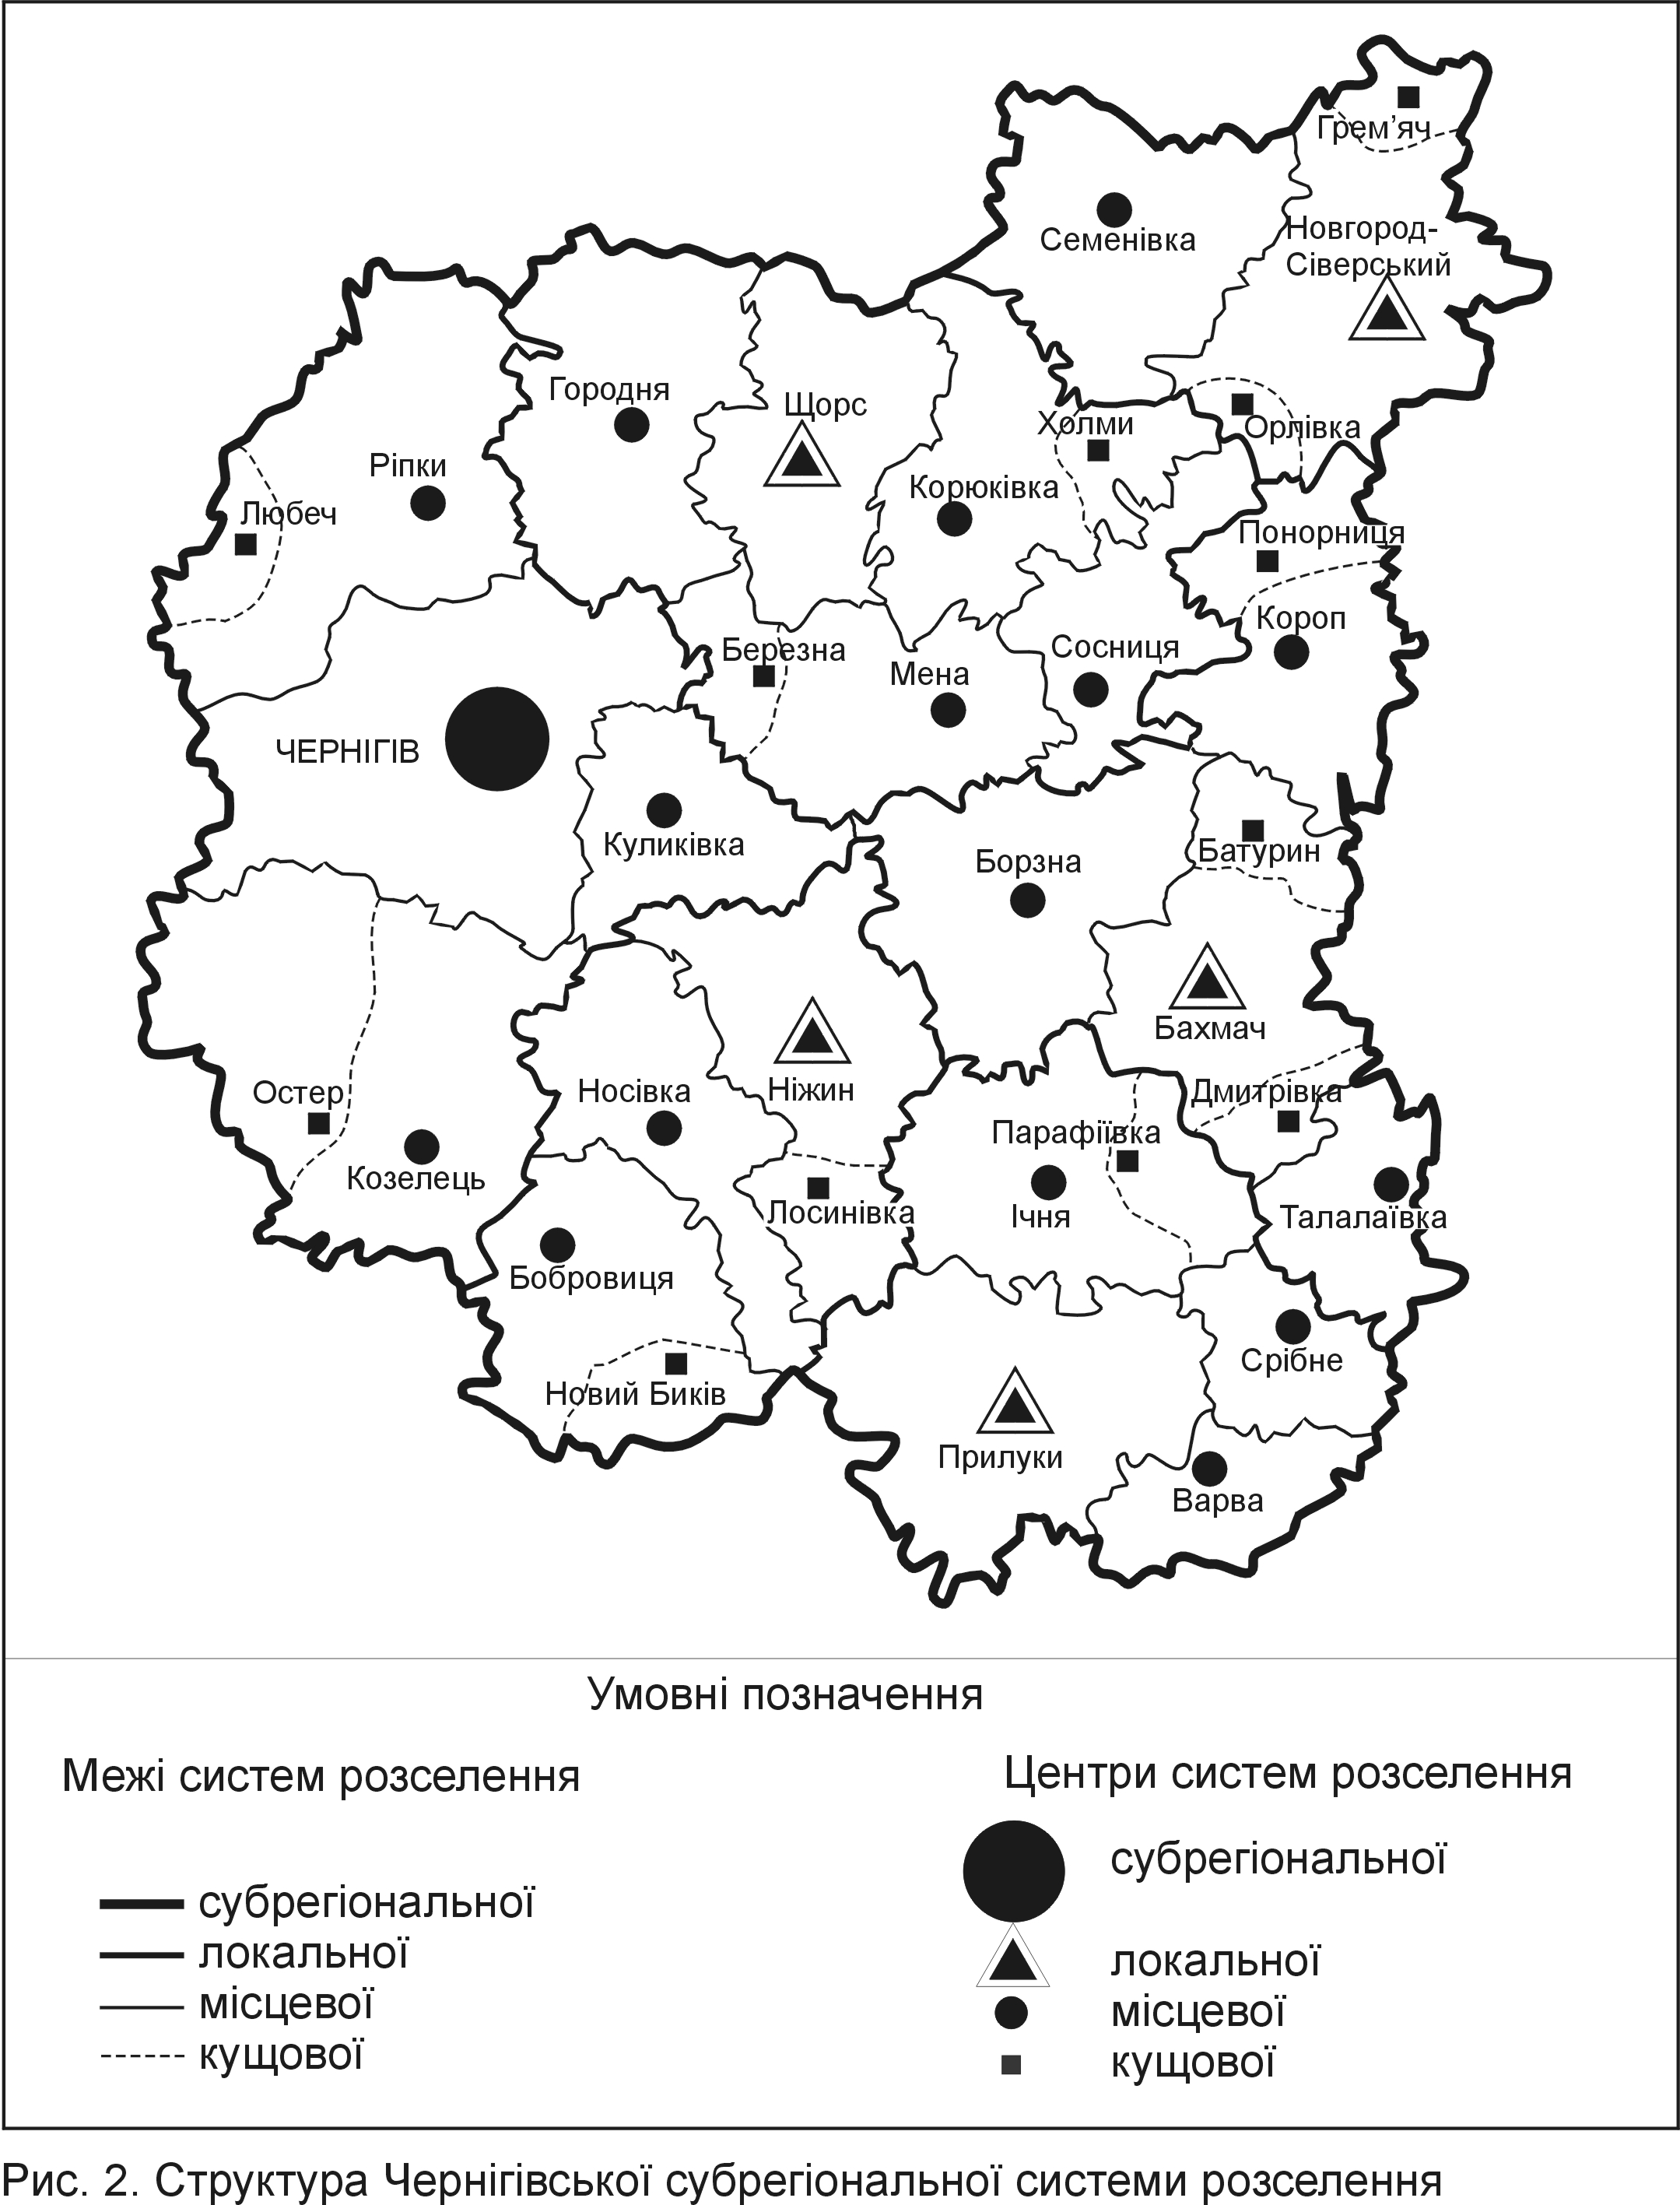 Грем’яч
Семенівка
Новгород-
Сіверський
Городня
Щорс
Холми
Орлівка
Ріпки
Корюківка
Любеч
Понорниця
Короп
Березна
Сосниця
Мена
ЧЕРНІГІВ
Куликівка
Батурин
Борзна
Бахмач
Остер
Носівка
Ніжин
Дмитрівка
Парафіївка
Козелець
Лосинівка
Ічня
Талалаївка
Бобровиця
Срібне
Новий Биків
Прилуки
Варва
Умовні позначення
Межі систем розселення
субрегіональної
локальної
місцевої
кущової
Центри систем розселення
субрегіональної
локальної
місцевої
кущової
Рис. 2. Структура Чернігівської субрегіональної системи розселення